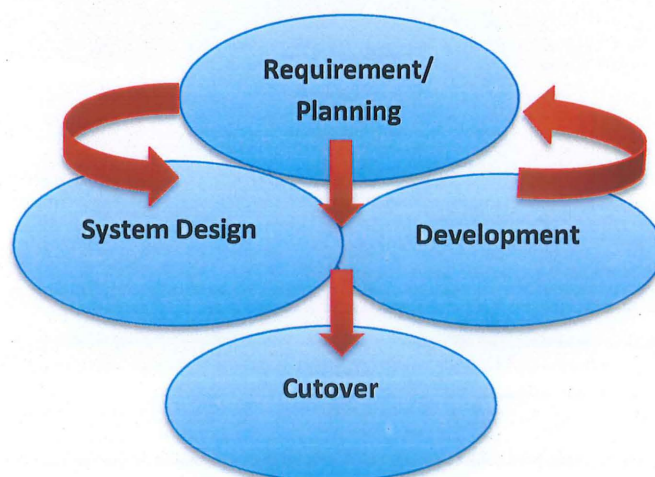 Requirement/
Planning
System Design
Development
Cutover